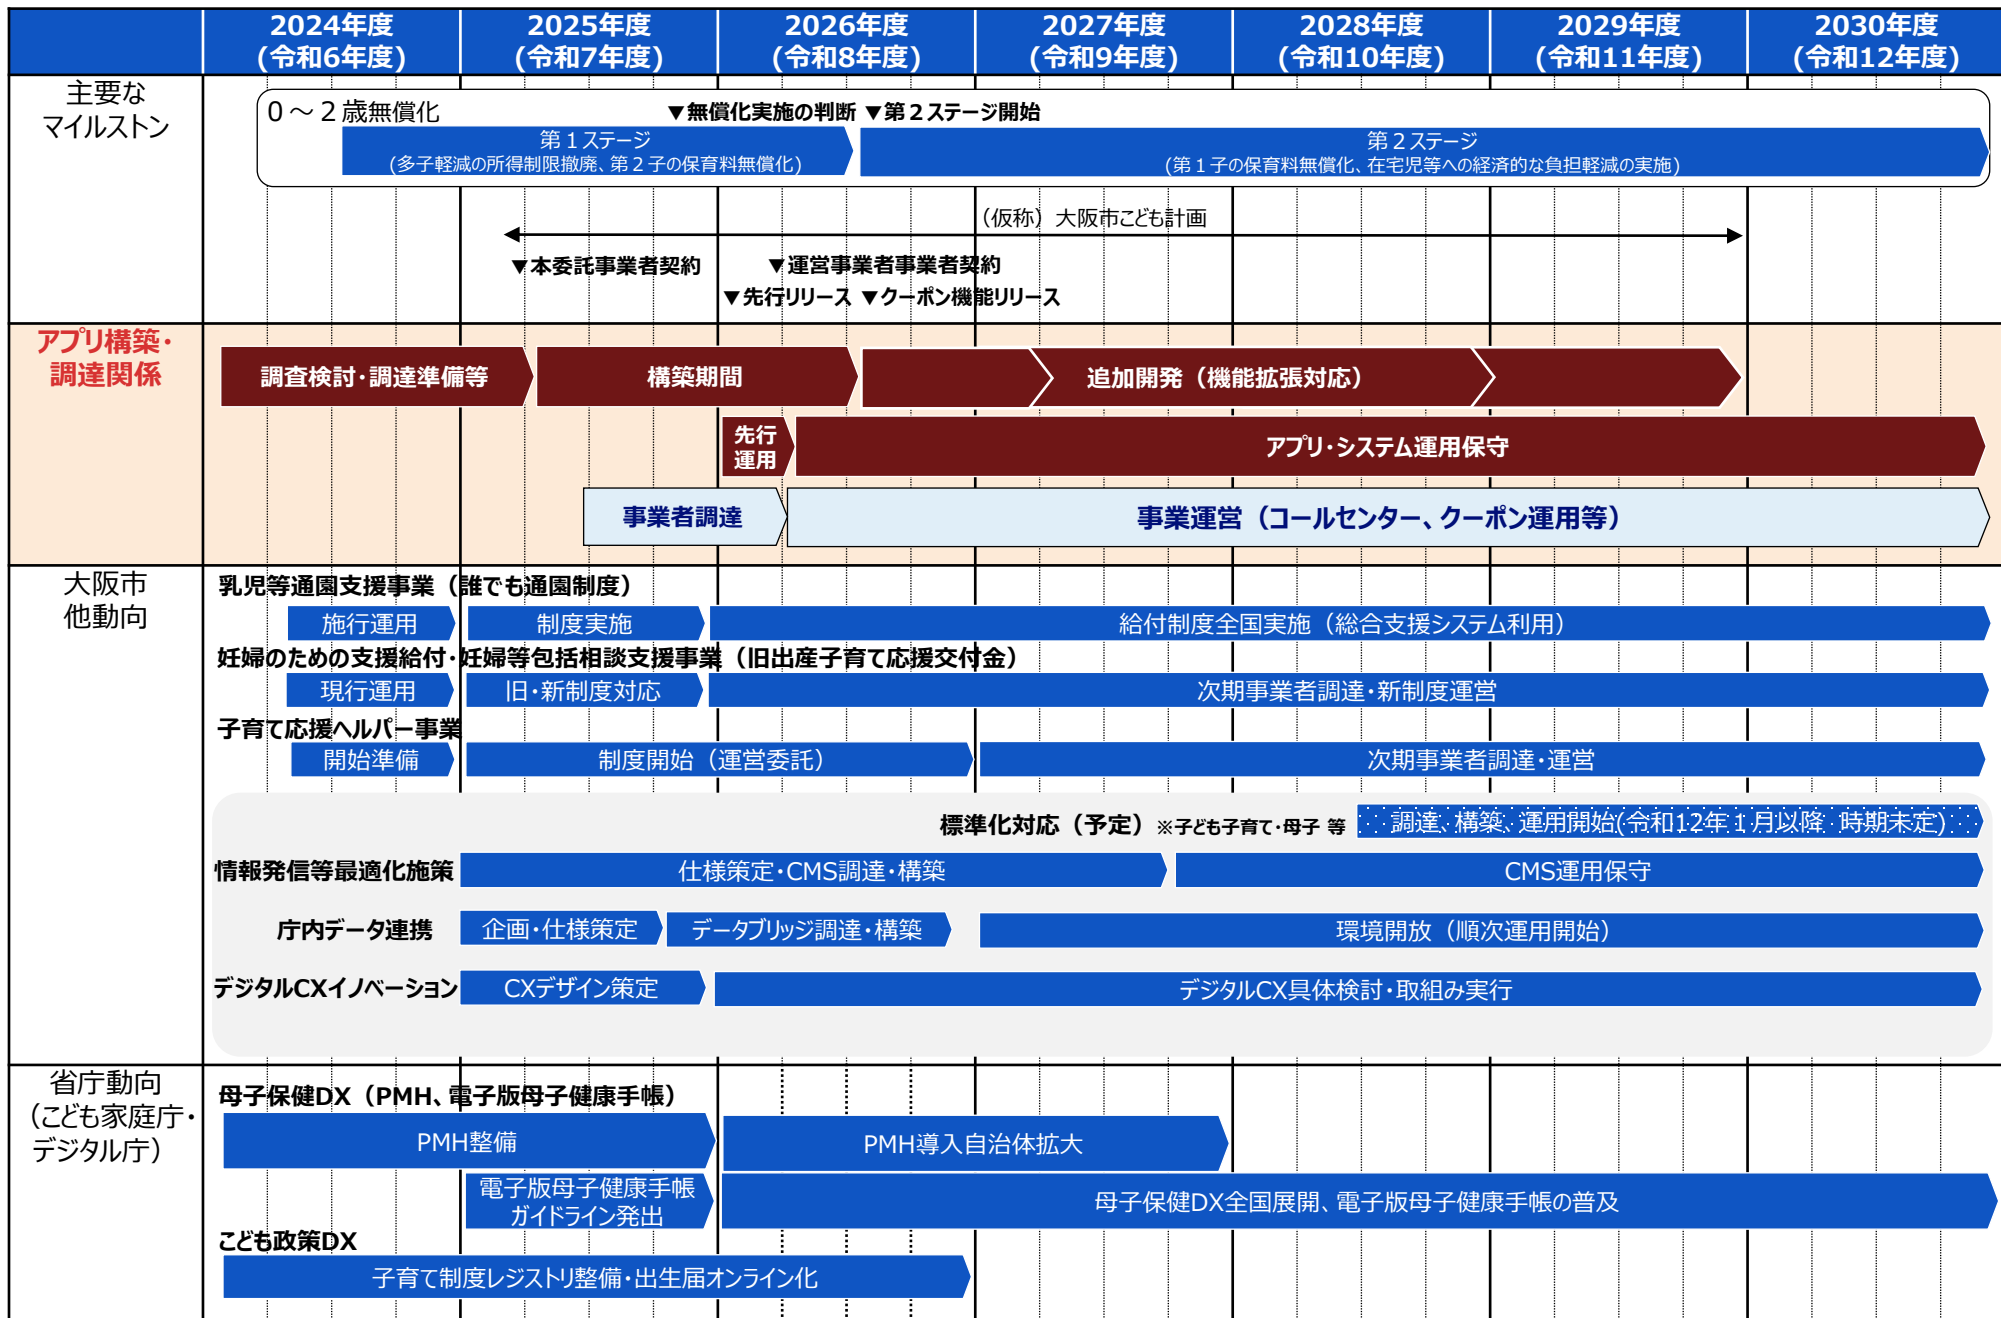 2024年度
(令和6年度)
2025年度
(令和7年度)
2026年度
(令和8年度)
2027年度
(令和9年度)
2028年度
(令和10年度)
2029年度
(令和11年度)
2030年度
(令和12年度)
主要な
マイルストン
０～２歳無償化
▼無償化実施の判断
▼第２ステージ開始
第１ステージ
(多子軽減の所得制限撤廃、第２子の保育料無償化)
第２ステージ
(第１子の保育料無償化、在宅児等への経済的な負担軽減の実施)
（仮称）大阪市こども計画
▼本委託事業者契約
▼運営事業者事業者契約
▼先行リリース
▼クーポン機能リリース
アプリ構築・
調達関係
調査検討・調達準備等
構築期間
追加開発（機能拡張対応）
先行
運用
アプリ・システム運用保守
事業者調達
事業運営（コールセンター、クーポン運用等）
大阪市
他動向
乳児等通園支援事業（誰でも通園制度）
施行運用
制度実施
給付制度全国実施（総合支援システム利用）
妊婦のための支援給付・妊婦等包括相談支援事業（旧出産子育て応援交付金）
現行運用
旧・新制度対応
次期事業者調達・新制度運営
子育て応援ヘルパー事業
開始準備
制度開始（運営委託）
次期事業者調達・運営
標準化対応（予定）※子ども子育て・母子 等
調達、構築、運用開始(令和12年１月以降 時期未定)
情報発信等最適化施策
仕様策定・CMS調達・構築
CMS運用保守
庁内データ連携
企画・仕様策定
データブリッジ調達・構築
環境開放（順次運用開始）
デジタルCXイノベーション
CXデザイン策定
デジタルCX具体検討・取組み実行
省庁動向
（こども家庭庁・
デジタル庁）
母子保健DX（PMH、電子版母子健康手帳）
PMH整備
PMH導入自治体拡大
電子版母子健康手帳
ガイドライン発出
母子保健DX全国展開、電子版母子健康手帳の普及
こども政策DX
子育て制度レジストリ整備・出生届オンライン化